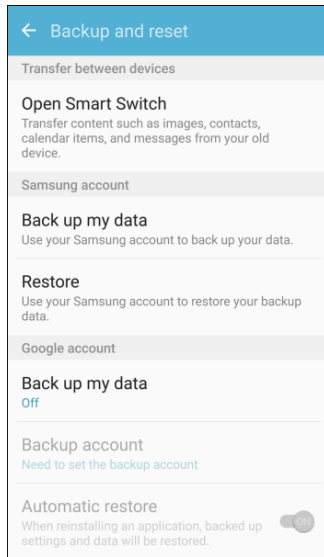 Backup and reset
Transfer between devices
Open Smart Switch
Transfer content such as images, contacts,
calendar items, and messages from your old
device.
Samsung account
Back up my data
Use your Samsung account to back up your data.
Restore
Use your Samsung account to restore your backup
data.
Google account
Back up my data
Off
Backup account
Need to set the backup account
Automatic restore
When reinstalling an application, backed up
settings and data will be restored.
ON